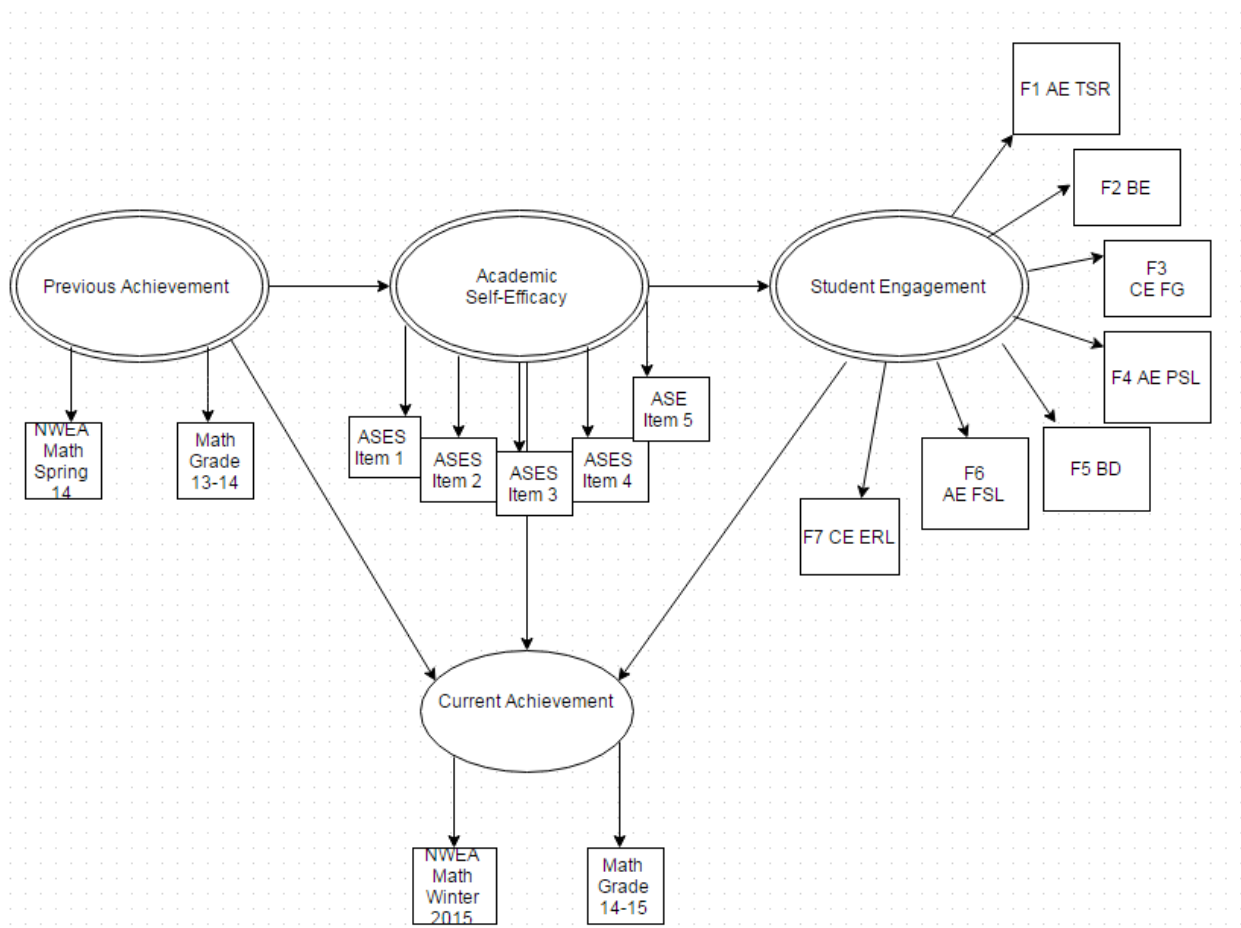 F1 AE TSR
F2 BE
F3
CE FG
F4 AE PSL
F5 BD
F6
AE FSL
F7 CE ERL
Previous Achievement
Academic
Self-Efficacy
Student Engagement
NWEA
Math
Spring
14
Math
Grade
13-14
ASES
Item 1
ASES
Item 2
ASES
Item 3
ASES
Item 4
ASE
Item 5
Current Achievement
NWEA
Math
Winter
2015
Math
Grade
14-15